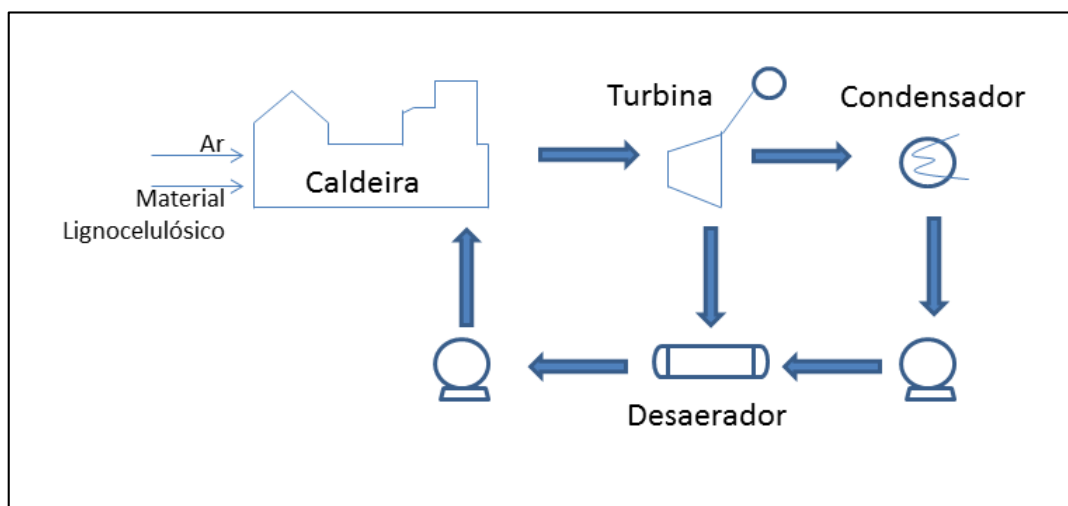 Turbina
Condensador
Ar
Caldeira
Material
Lignocelulósico
Desaerador